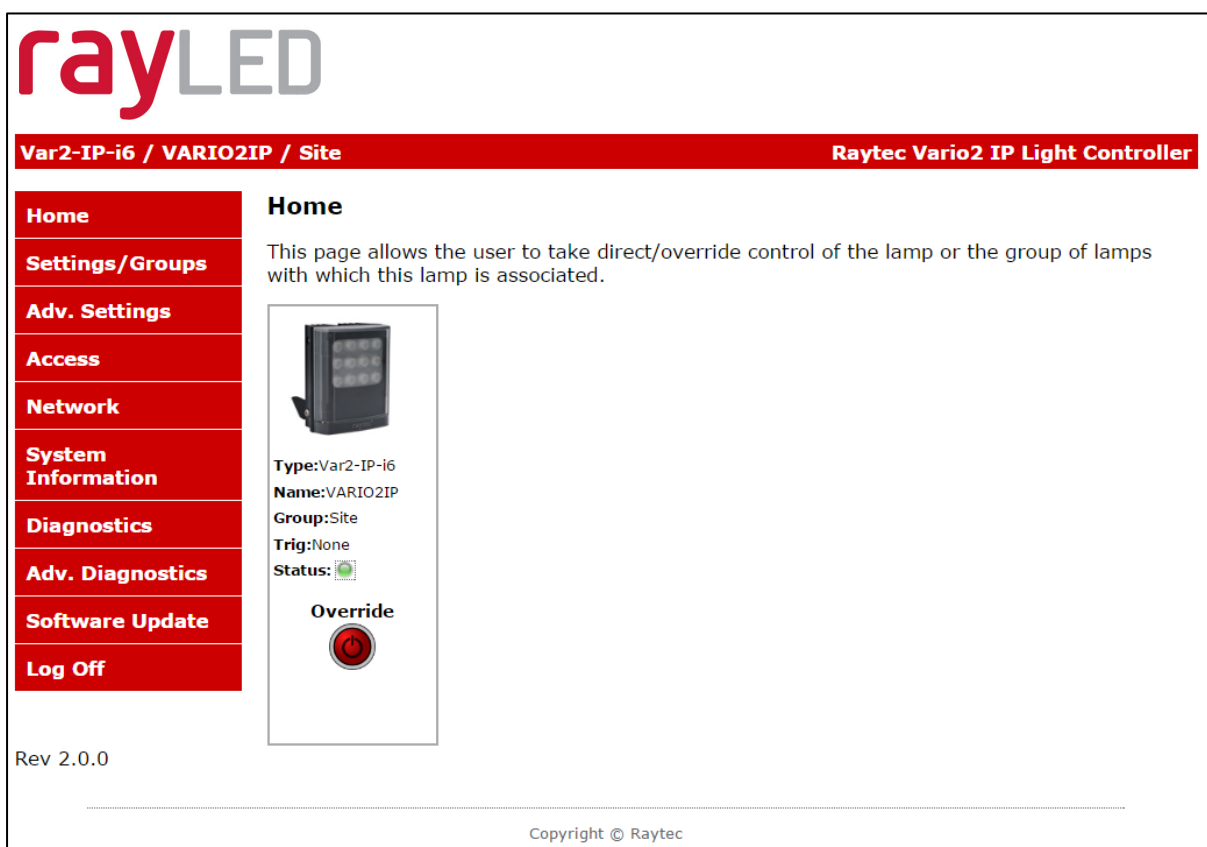 rayLED
Var2-IP-i6 / VARIO2IP / Site
Raytec Vario2 IP Light Controller
Home
Settings/Groups
Adv. Settings
Access
Network
System
Information
Diagnostics
Adv. Diagnostics
Software Update
Log Off
Rev 2.0.0
Home
This page allows the user to take direct/override control of the lamp or the group of lamps
with which this lamp is associated.
Type:Var2-IP-i6
Name:VARIO2IP
Group:Site
Trig:None
Status:
Override
Copyright © Raytec